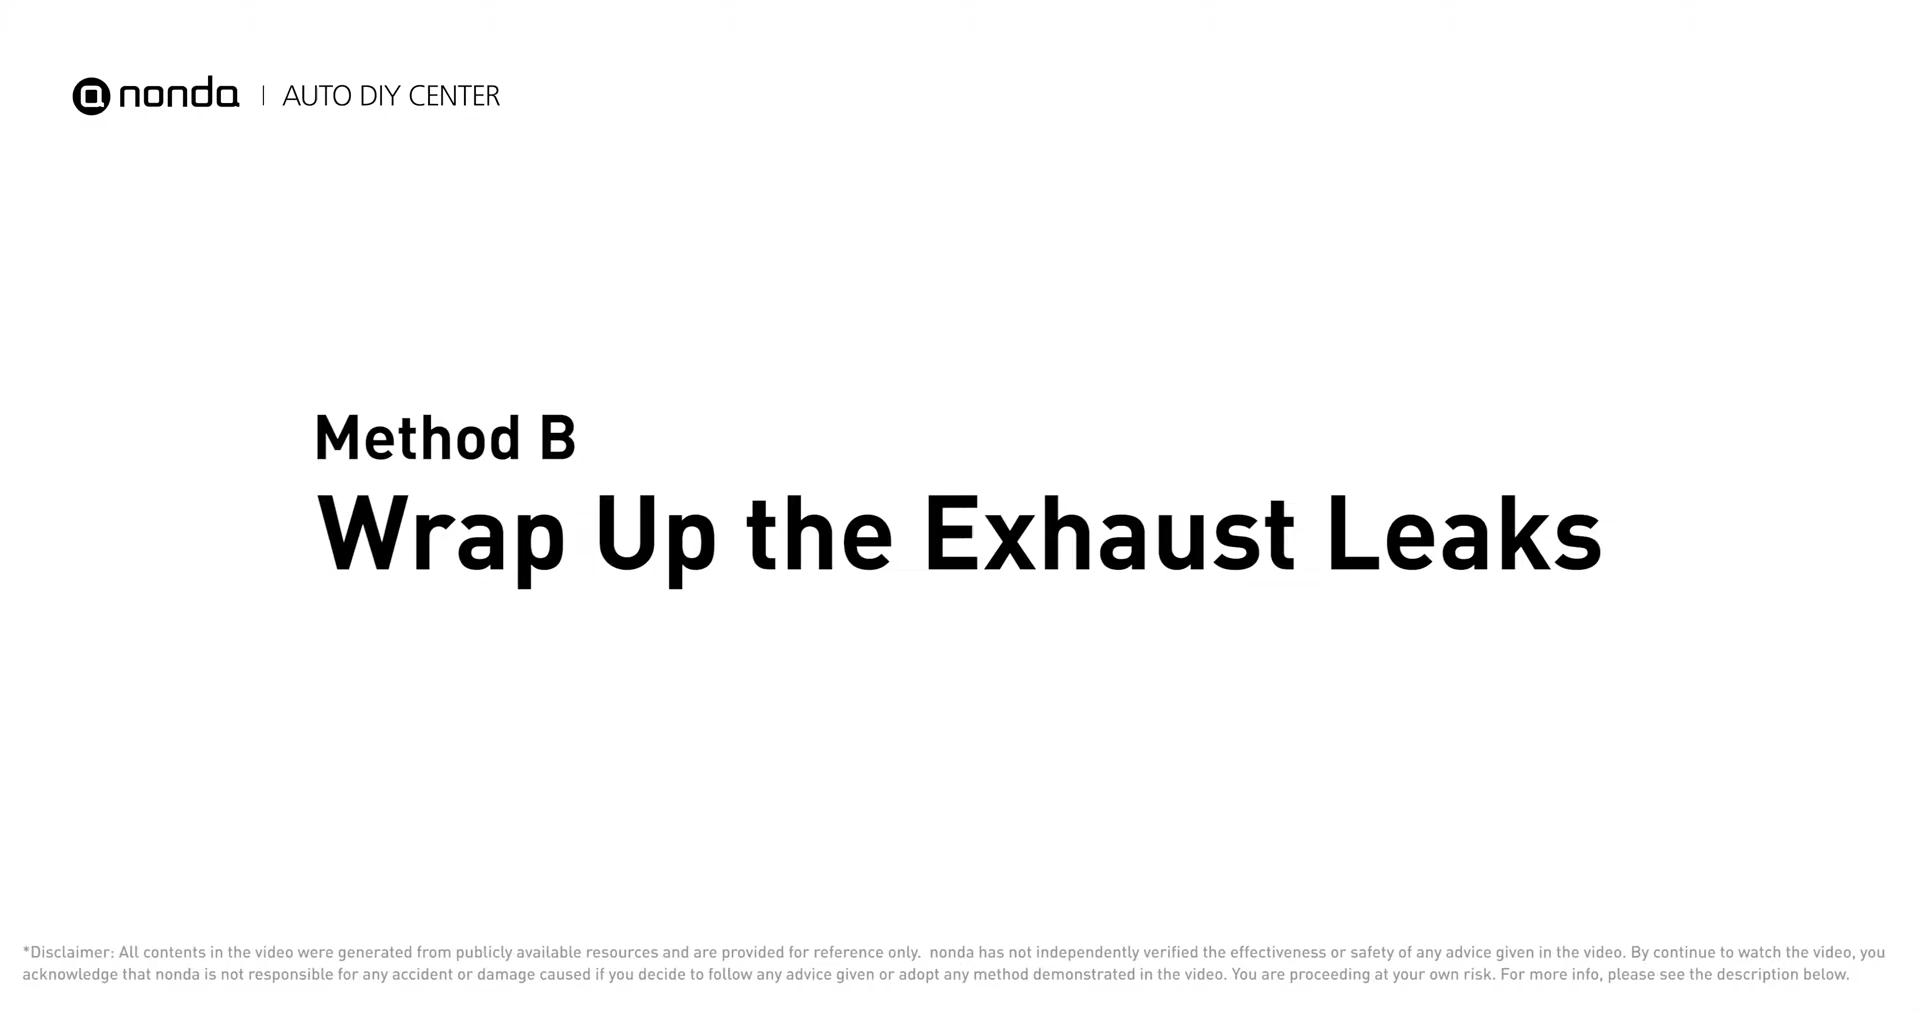 nonda | AUTO DIY CENTER
Method B
Wrap Up the Exhaust Leaks
*Disclaimer: All contents in the video were generated from publicly available resources and are provided for reference only. nonda has not independently verified the effectiveness or safety of any advice given in the video. By continue to watch the video, you
acknowledge that nonda is not responsible for any accident or damage caused if you decide to follow any advice given or adopt any method demonstrated in the video. You are proceeding at your own risk. For more info, please see the description below.